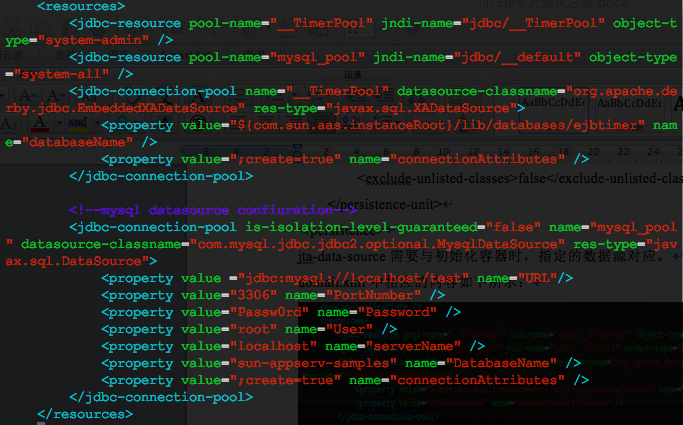 <resources>
<jdbc-resource pool-name="__TimerPool" jndi-name="jdbc/__TimerPool" object-t
ype="system-admin" />
<jdbc-resource pool-name="mysql_pool" jndi-name="jdbc/__default" object-type
="system-all" />
<jdbc-connection-pool name="__TimerPool" datasource-classname="org.apache.de
rby.jdbc.EmbeddedXADataSource" res-type="javax.sql.XADataSource">
<property value="${com.sun.aas.instanceRoot}/lib/databases/ejbtimer" nam
e="databaseName" />
<property value=";create=true" name="connectionAttributes" />
</jdbc-connection-pool>
<exclude-unlisted-classes>false</exclude-unlisted-clas
</persistence-unit>
<!--mysql datasource confiuration-->
<jdbc-connection-pool is-isolation-level-guaranteed="false" name="mysql_pool
" datasource-classname="com.mysql.jdbc.jdbc2.optional.MysqlDataSource" res-type="jav
ax.sql.DataSource">
jta-data-source 需要与初始化容器时，指定的数据源对应。
<property value ="jdbc:mysql://localhost/test" name="URL"/>
<property value="3306" name="PortNumber" />
<property value="Passw0rd" name="Password" />
<property value="root" name="User" />
<property value="localhost" name="serverName" />
<property value="sun-appserv-samples" name="DatabaseName" />
<property value=";create=true" name="connectionAttributes" />
</jdbc-connection-pool>
</resources>